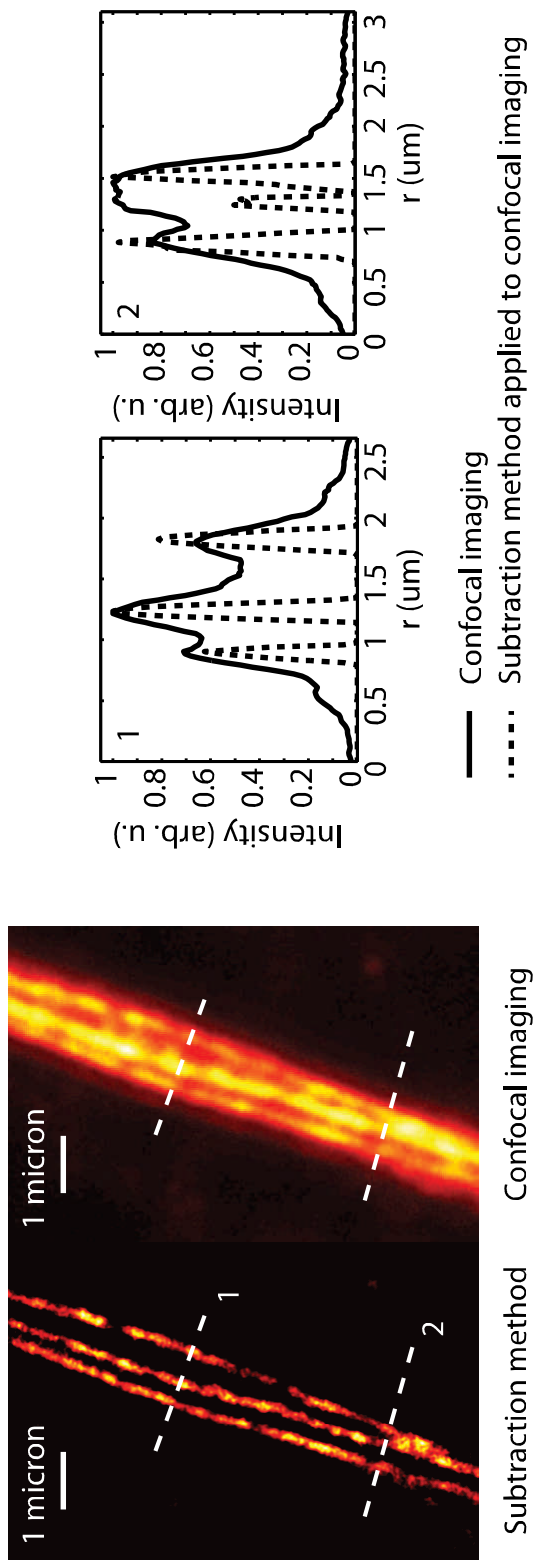 1 micron
1 micron
1
2
Subtraction method
Confocal imaging
1
Intensity (arb. u.)
1
0.8
0.6
0.4
0.2
0
0 0.5 1 1.5 2 2.5
r (um)
2
Intensity (arb. u.)
1
0.8
0.6
0.4
0.2
0
0 0.5 1 1.5 2 2.5 3
r (um)
Confocal imaging
Subtraction method applied to confocal imaging